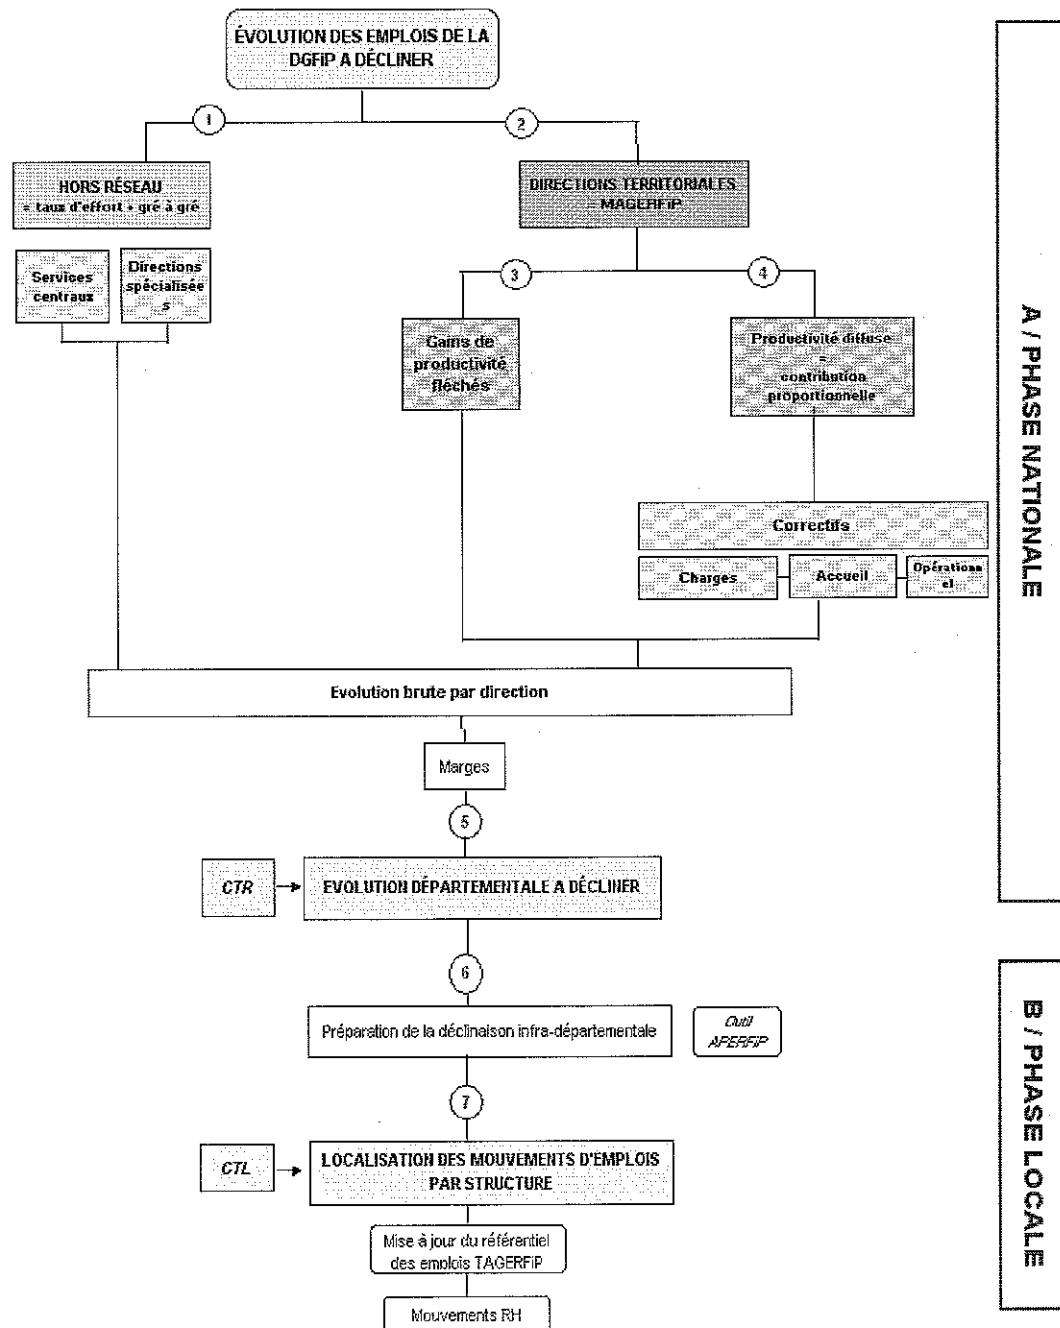 ÉVOLUTION DES EMPLOIS DE LA
DGFiP A DÉCLINER
1
2
HORS RÉSEAU
= taux d'effort + gré à gré
DIRECTIONS TERRITORIALES
= MAGERFiP
Services
centraux
Directions
spécialisée
s
3
4
Gains de
productivité
fléchés
Productivité diffuse
=
contribution
proportionnelle
Correctifs
Charges
Accueil
Opérationn
el
Evolution brute par direction
Marges
5
CTR
EVOLUTION DÉPARTEMENTALE A DÉCLINER
6
Préparation de la déclinaison infra-départementale
Outil
APERFiP
7
CTL
LOCALISATION DES MOUVEMENTS D'EMPLOIS
PAR STRUCTURE
Mise à jour du référentiel
des emplois TAGERFiP
Mouvements RH
A / PHASE NATIONALE
B / PHASE LOCALE